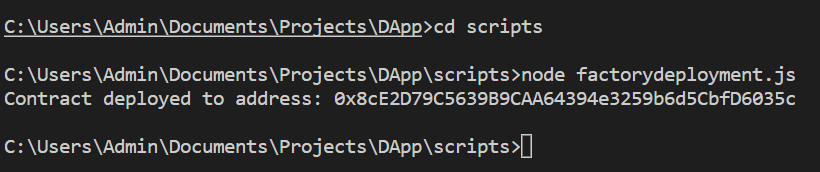 C:\Users\Admin\Documents\Projects\DApp>cd scripts
C:\Users\Admin\Documents\Projects\DApp\scripts>node factorydeployment.js
Contract deployed to address: 0x8cE2D79C5639B9CAA64394e3259b6d5CbfD6035c
C:\Users\Admin\Documents\Projects\DApp\scripts>